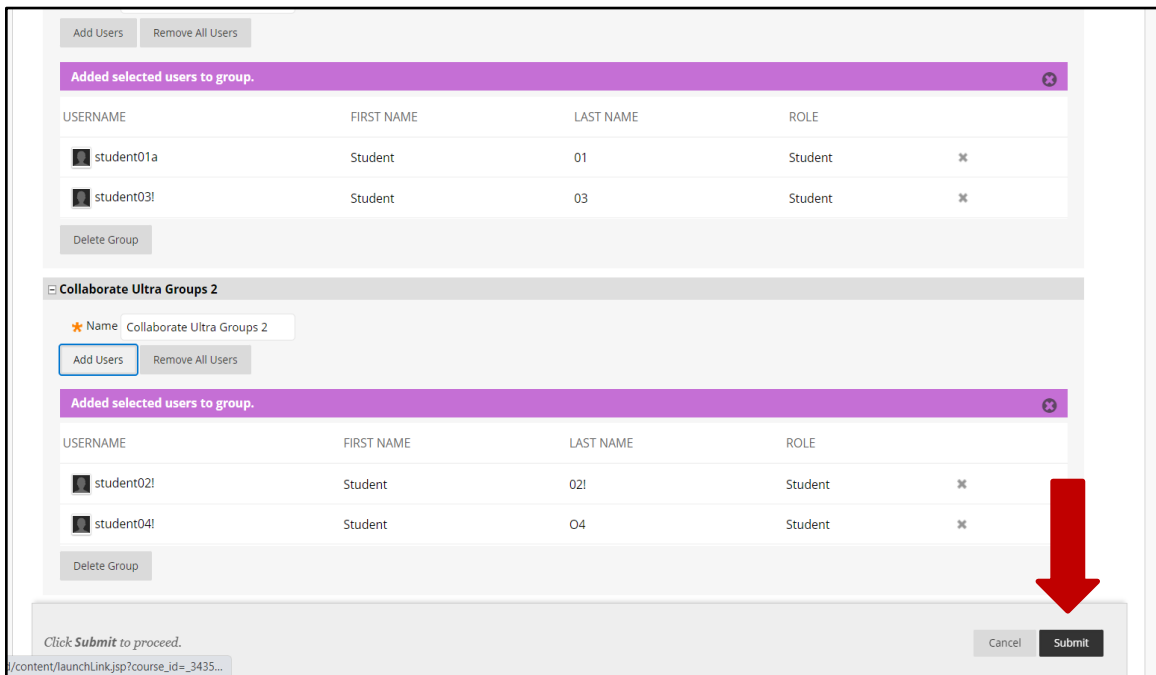 Add Users Remove All Users
Added selected users to group.
USERNAME FIRST NAME LAST NAME ROLE
student01a Student 01 Student
student03! Student 03 Student
Delete Group
Collaborate Ultra Groups 2
Name Collaborate Ultra Groups 2
Add Users Remove All Users
Added selected users to group.
USERNAME FIRST NAME LAST NAME ROLE
student02! Student 02! Student
student04! Student O4 Student
Delete Group
Click Submit to proceed.
Cancel Submit
/content/launchLink.jsp?course_id=_3435...